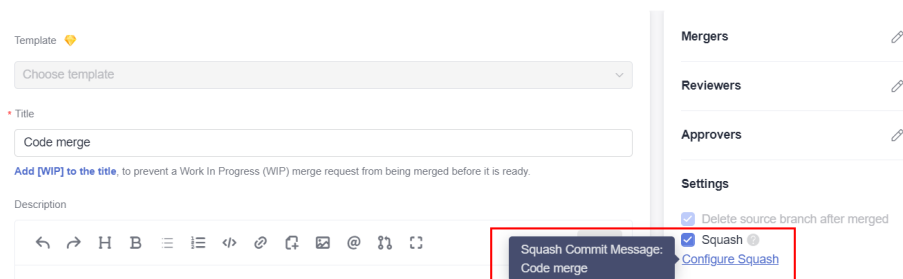 Template
Choose template
* Title
Code merge
Add [WIP] to the title, to prevent a Work In Progress (WIP) merge request from being merged before it is ready.
Description
H B @
Squash Commit Message:
Code merge
Mergers
Reviewers
Approvers
Settings
Delete source branch after merged
Squash ?
Configure Squash